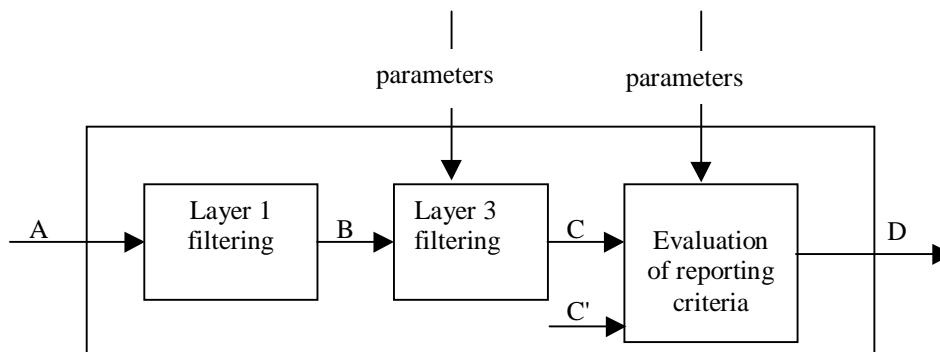 parameters
parameters
A
Layer 1
filtering
B
Layer 3
filtering
C
C'
Evaluation
of reporting
criteria
D